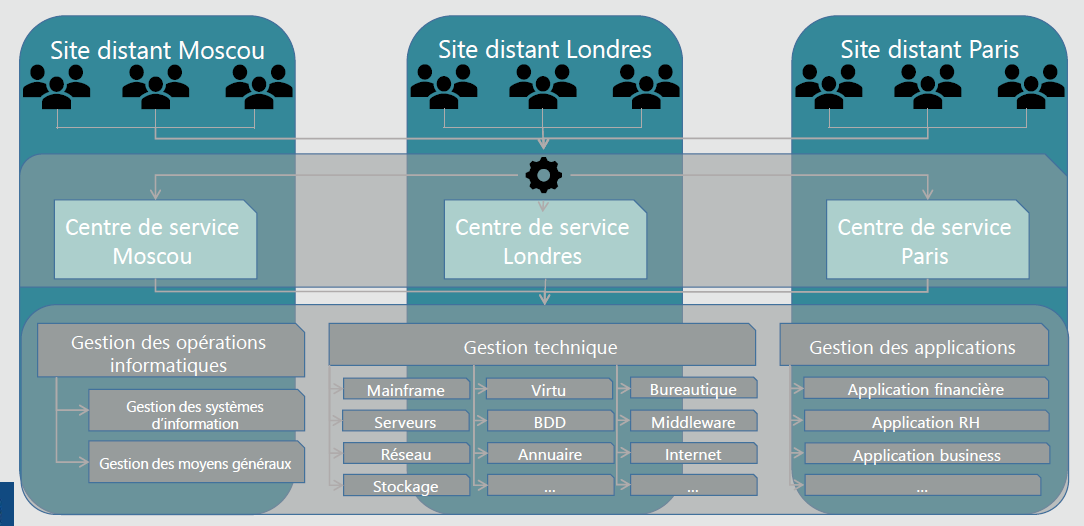 Site distant Moscou
Site distant Londres
Site distant Paris
Centre de service
Moscou
Centre de service
Londres
Centre de service
Paris
Gestion des opérations
informatiques
Gestion des systèmes
d'information
Gestion des moyens généraux
Gestion technique
Mainframe
Serveurs
Réseau
Stockage
Virtu
BDD
Annuaire
...
Bureautique
Middleware
Internet
...
Gestion des applications
Application financière
Application RH
Application business
...